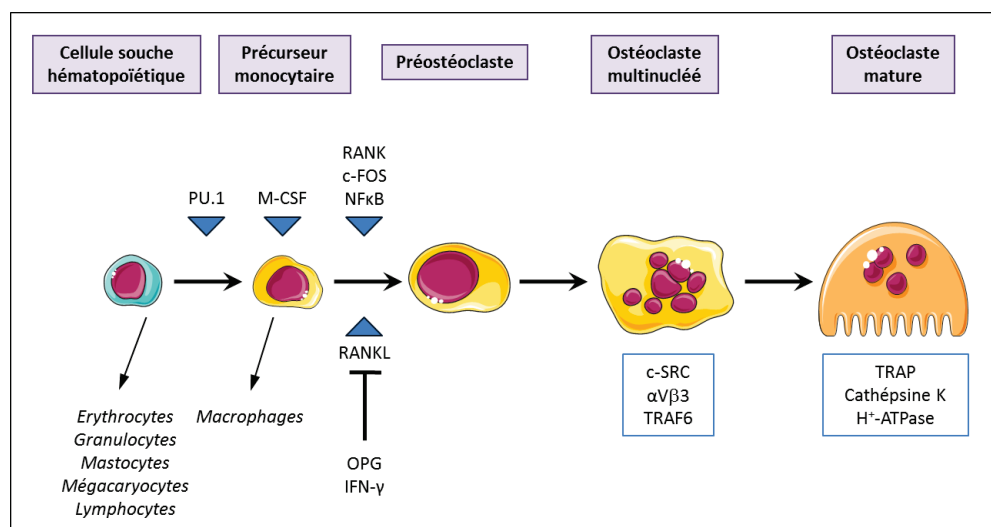 Cellule souche
hématopoïétique
Précurseur
monocytaire
Préostéoclaste
Ostéoclaste
multinucléé
Ostéoclaste
mature
RANK
c-FOS
NFκB
PU.1
M-CSF
RANKL
c-SRC
αVβ3
TRAF6
TRAP
Cathépsine K
H⁺-ATPase
Erythrocytes
Granulocytes
Mastocytes
Mégacaryocytes
Lymphocytes
Macrophages
OPG
IFN-γ